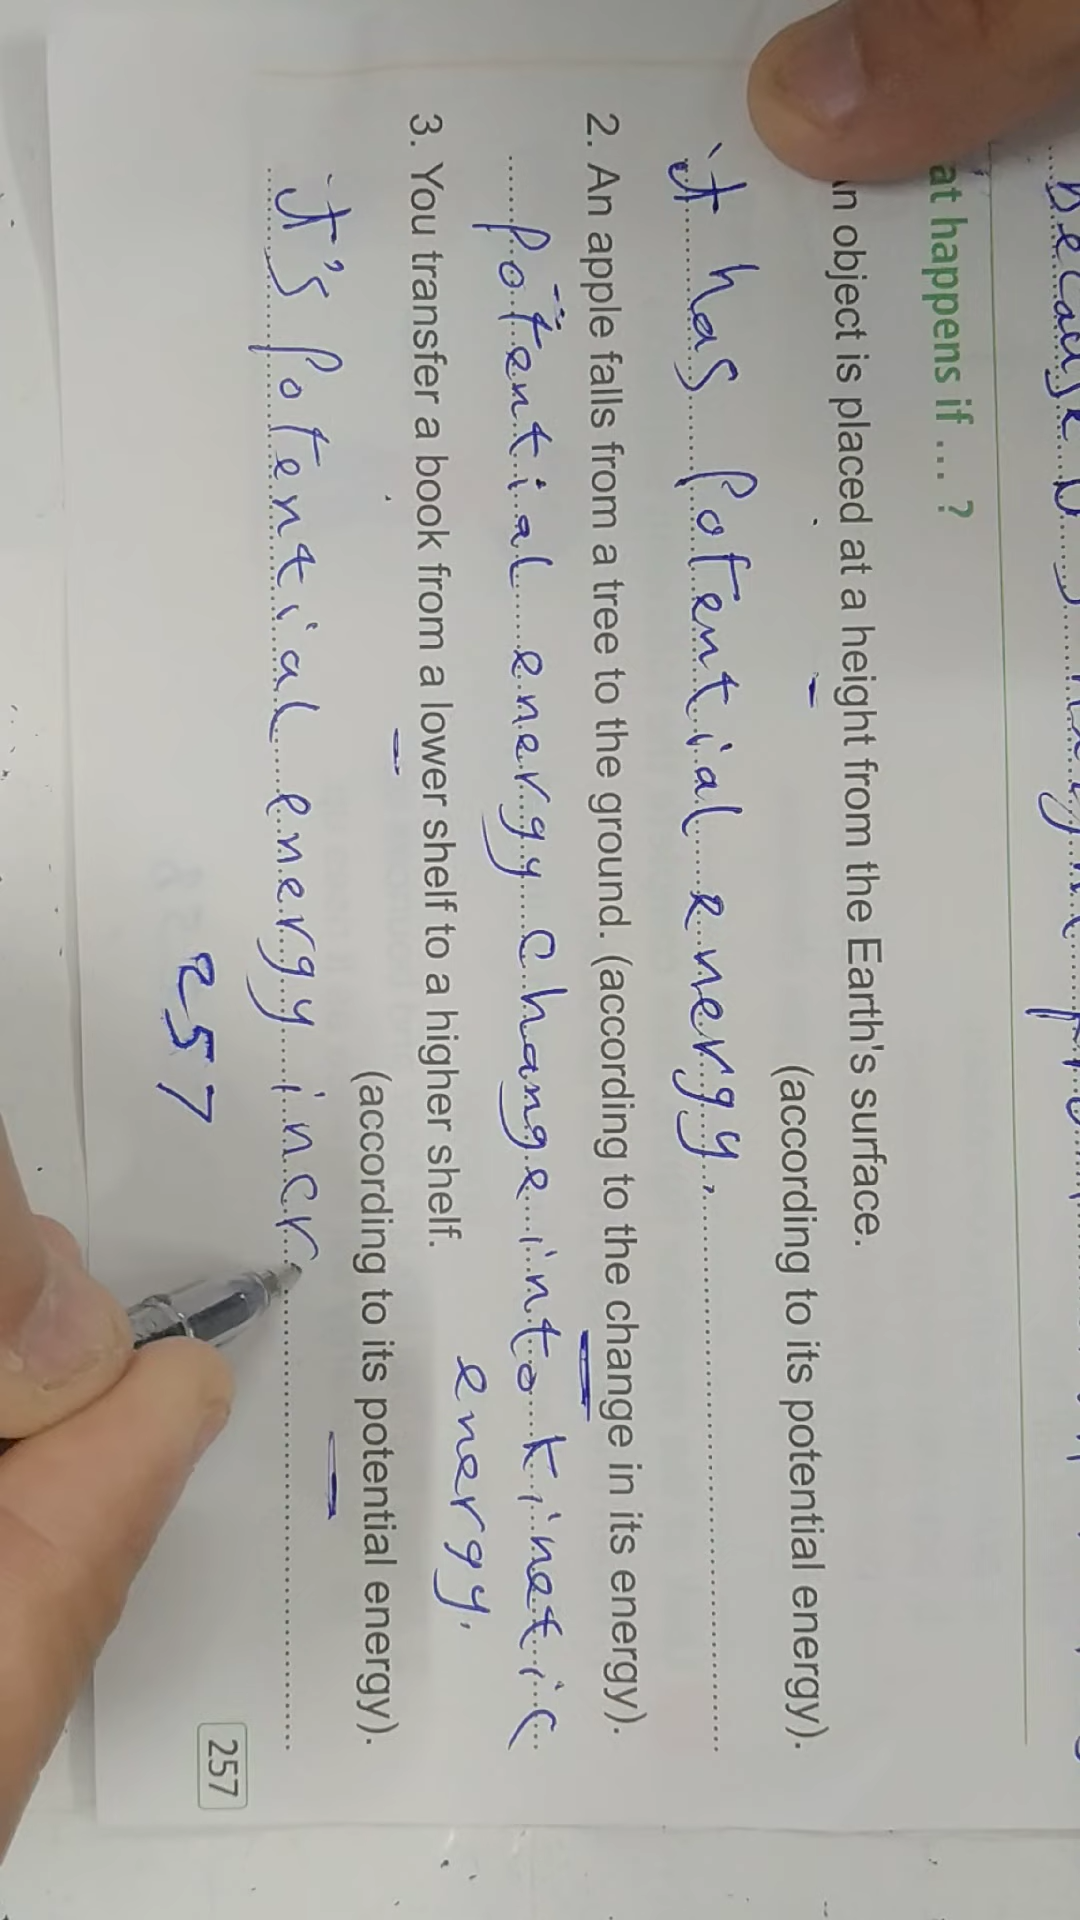 at happens if ... ?
n object is placed at a height from the Earth's surface.
(according to its potential energy).
it has potential energy.
2. An apple falls from a tree to the ground. (according to the change in its energy).
potential energy change into kinetic
energy.
3. You transfer a book from a lower shelf to a higher shelf.
(according to its potential energy).
it's potential energy incr
257
257